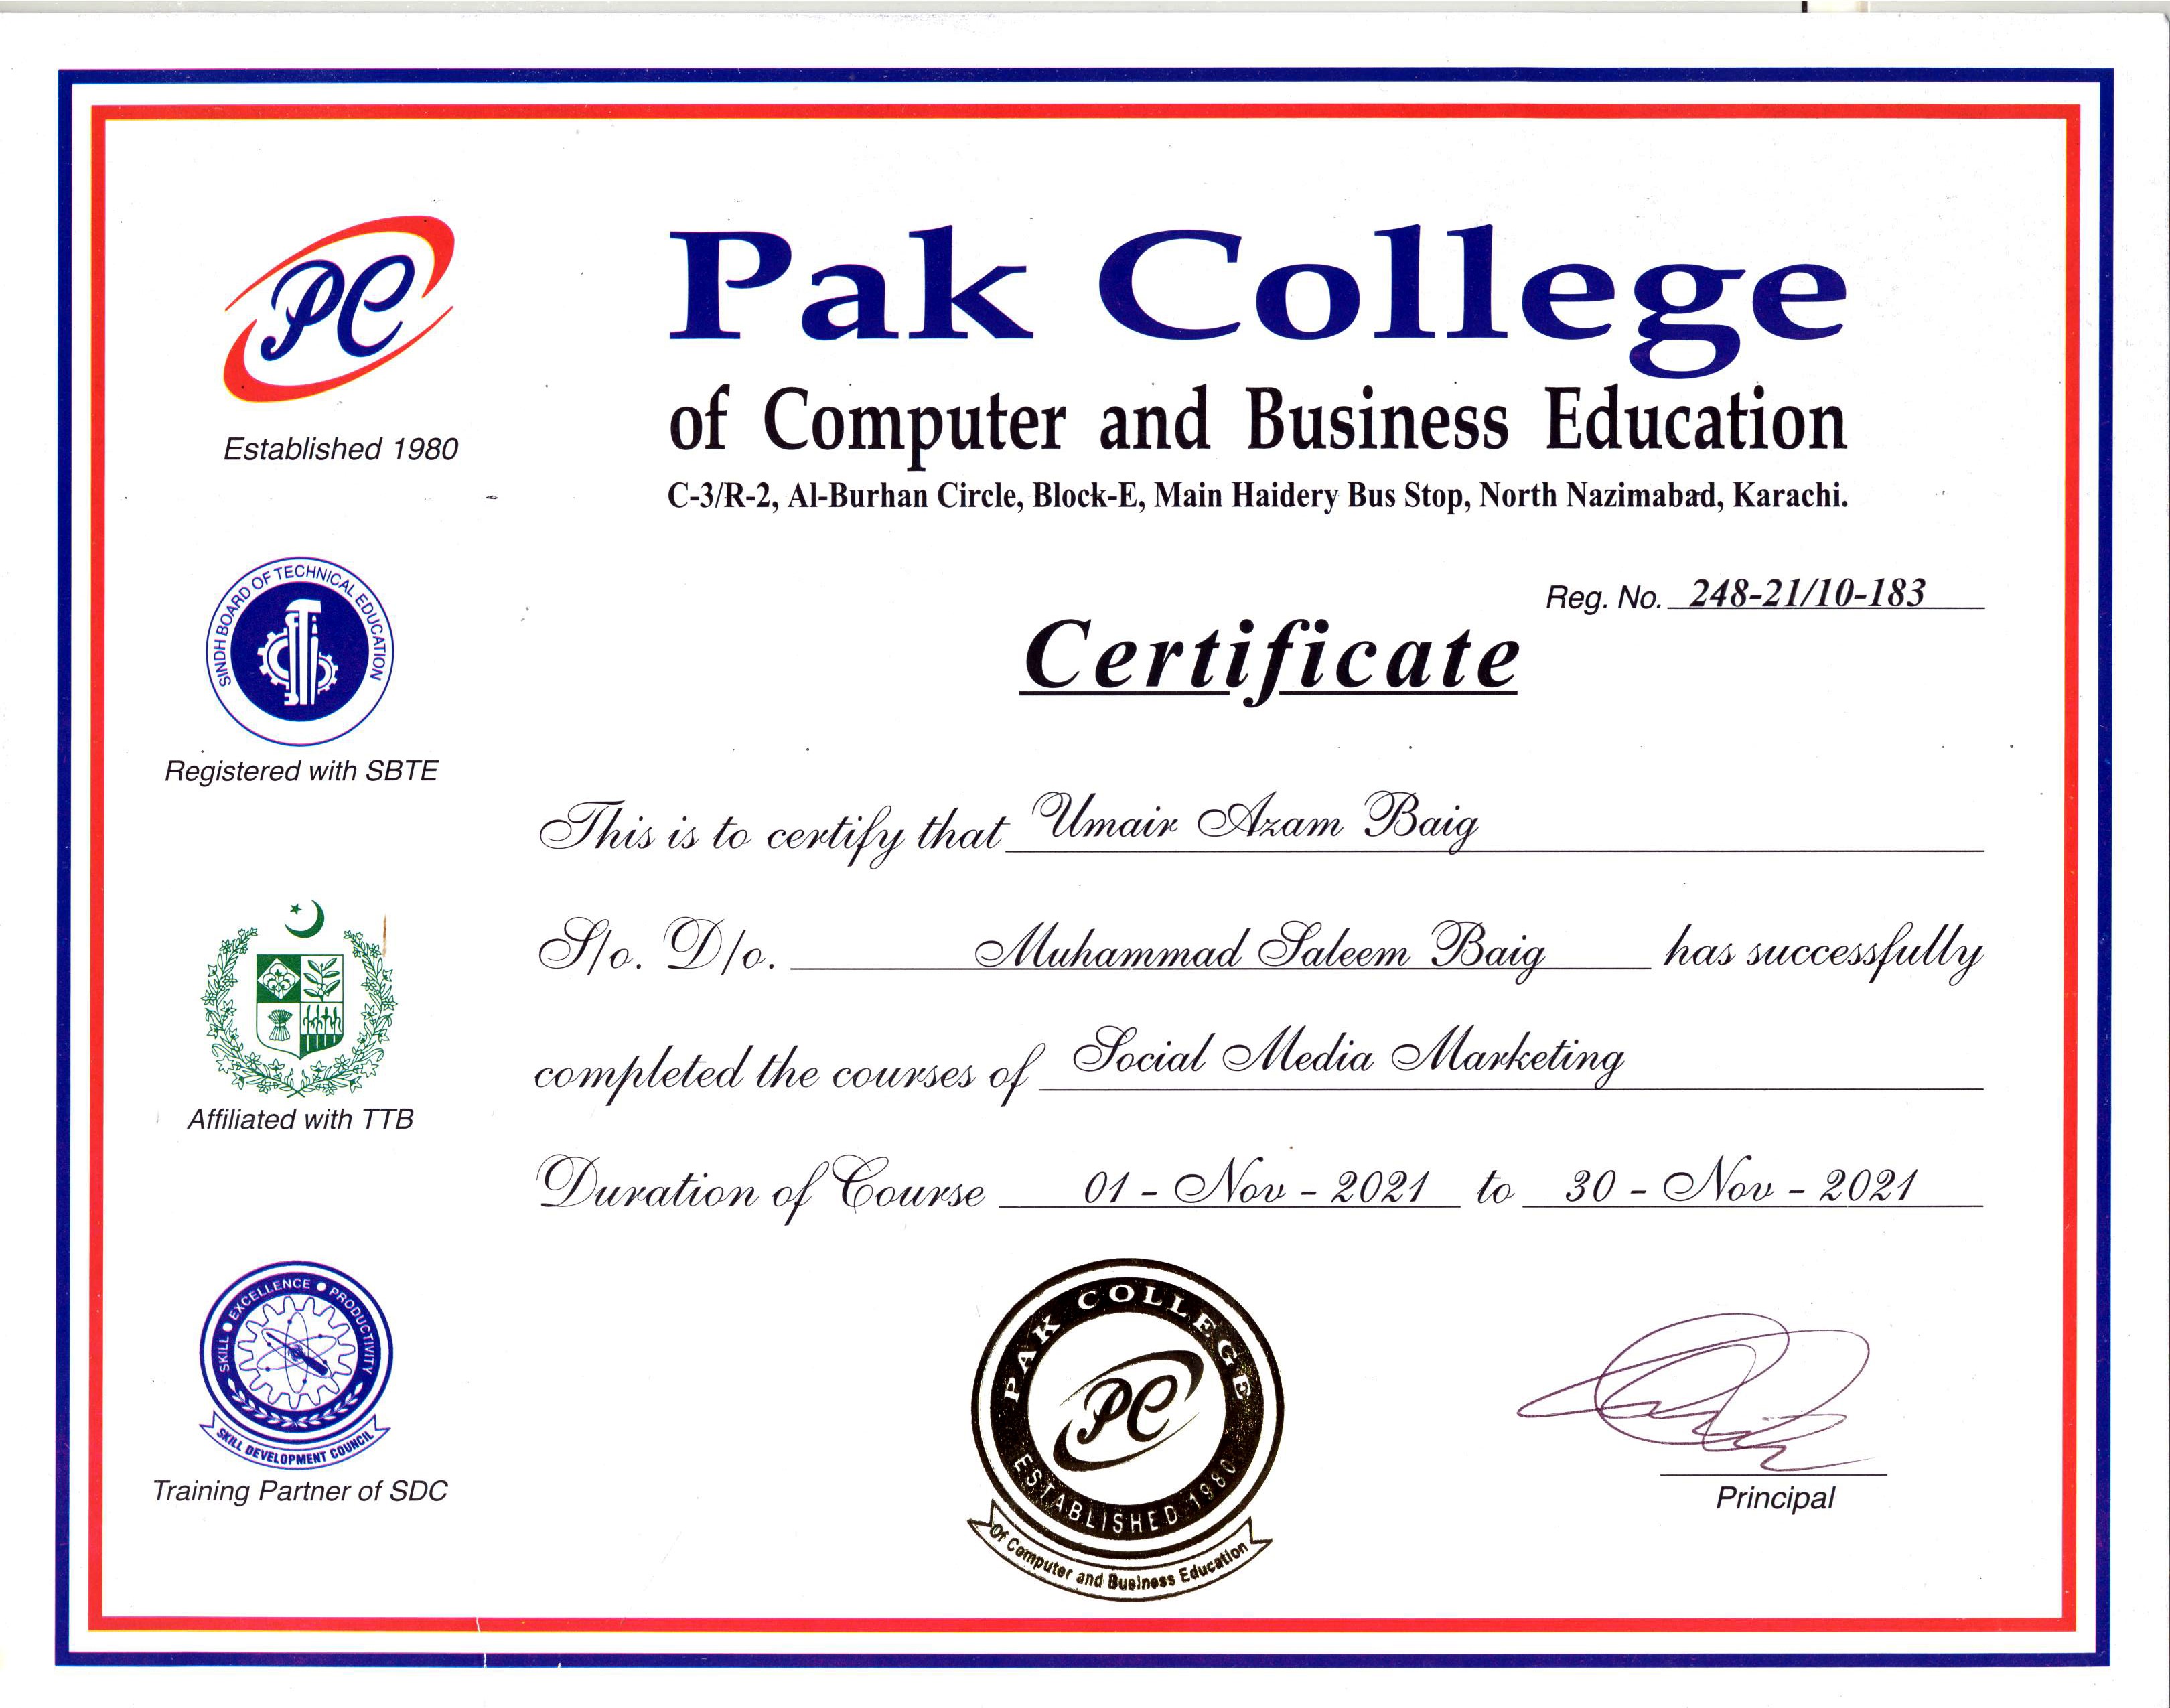 PC
Established 1980
Pak College
of Computer and Business Education
C-3/R-2, Al-Burhan Circle, Block-E, Main Haidery Bus Stop, North Nazimabad, Karachi.
SINDH BOARD OF TECHNICAL EDUCATION
Registered with SBTE
Reg. No. 248-21/10-183
Certificate
This is to certify that Umair Azam Baig
S/o. D/o. Muhammad Saleem Baig has successfully
completed the courses of Social Media Marketing
Duration of Course 01 - Nov - 2021 to 30 - Nov - 2021
Affiliated with TTB
SKILL • EXCELLENCE • PRODUCTIVITY
SKILL DEVELOPMENT COUNCIL
Training Partner of SDC
PAK COLLEGE
PC
ESTABLISHED 1980
Of Computer and Business Education
Principal